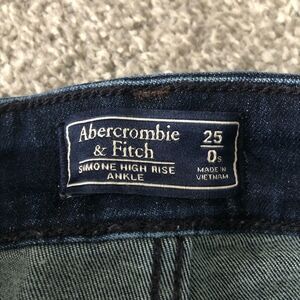 Abercrombie
& Fitch
SIMONE HIGH RISE
ANKLE
25
0s
MADE IN
VIETNAM